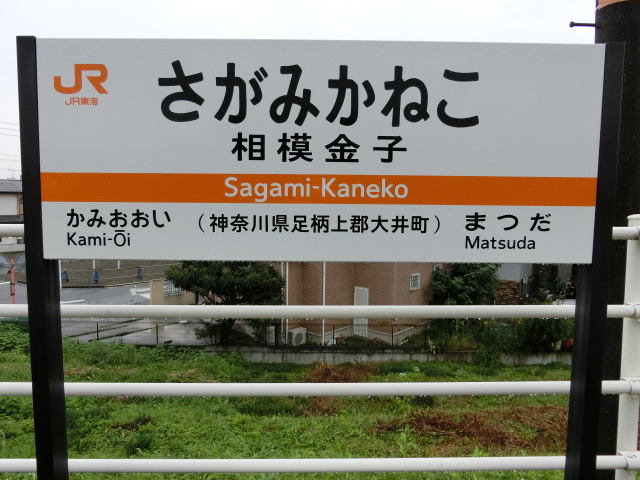 JR
JR東海
さがみかねこ
相模金子
Sagami-Kaneko
かみおおい (神奈川県足柄上郡大井町) まつだ
Kami-Ōi Matsuda